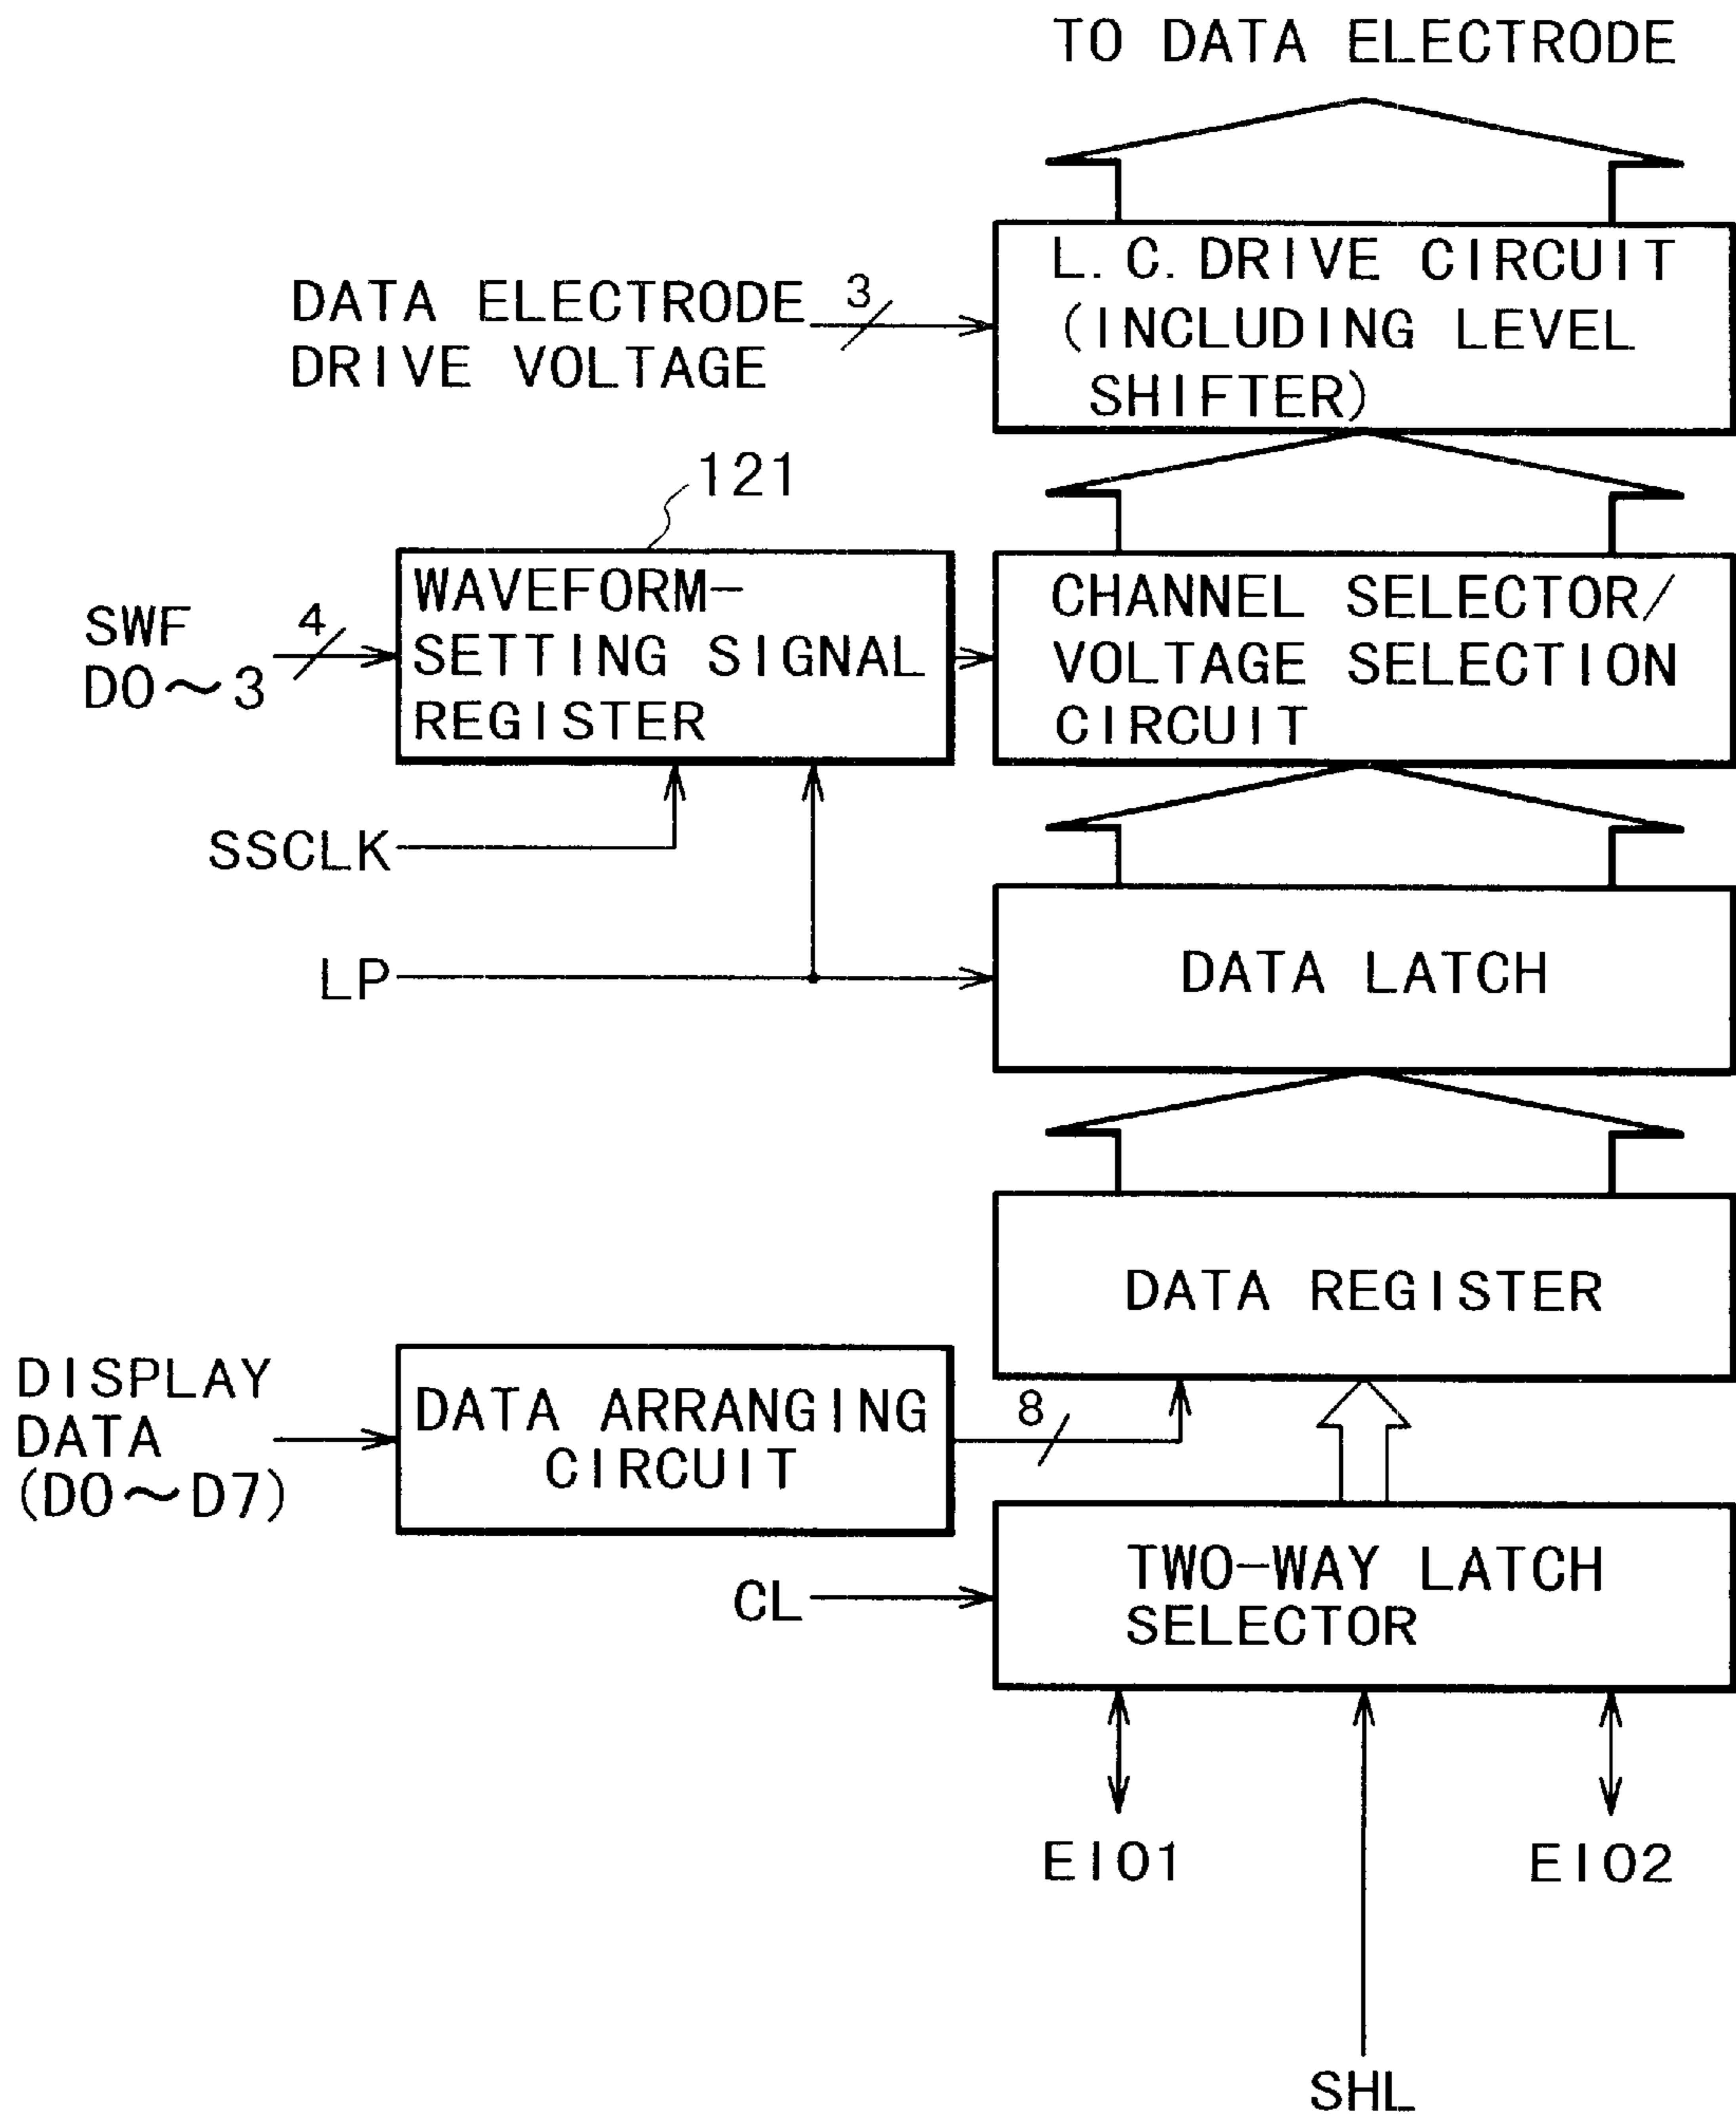 TO DATA ELECTRODE
L.C.DRIVE CIRCUIT
(INCLUDING LEVEL
SHIFTER)
3
DATA ELECTRODE
DRIVE VOLTAGE
121
WAVEFORM-
SETTING SIGNAL
REGISTER
CHANNEL SELECTOR/
VOLTAGE SELECTION
CIRCUIT
4
SWF
D0~3
SSCLK
LP
DATA LATCH
DATA REGISTER
DISPLAY
DATA
(D0~D7)
DATA ARRANGING
CIRCUIT
8
TWO-WAY LATCH
SELECTOR
CL
EIO1
EIO2
SHL